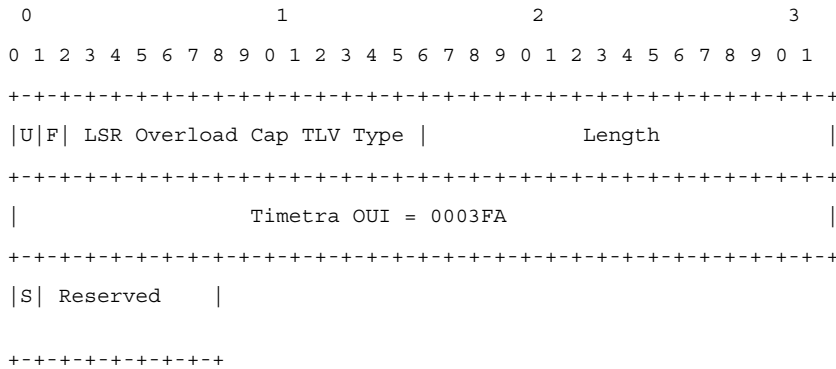 0                   1                   2                   3
0 1 2 3 4 5 6 7 8 9 0 1 2 3 4 5 6 7 8 9 0 1 2 3 4 5 6 7 8 9 0 1
+-+-+-+-+-+-+-+-+-+-+-+-+-+-+-+-+-+-+-+-+-+-+-+-+-+-+-+-+-+-+-+-+
|U|F| LSR Overload Cap TLV Type |            Length             |
+-+-+-+-+-+-+-+-+-+-+-+-+-+-+-+-+-+-+-+-+-+-+-+-+-+-+-+-+-+-+-+-+
|                  Timetra OUI = 0003FA                         |
+-+-+-+-+-+-+-+-+-+-+-+-+-+-+-+-+-+-+-+-+-+-+-+-+-+-+-+-+-+-+-+-+
|S| Reserved    |
+-+-+-+-+-+-+-+-+